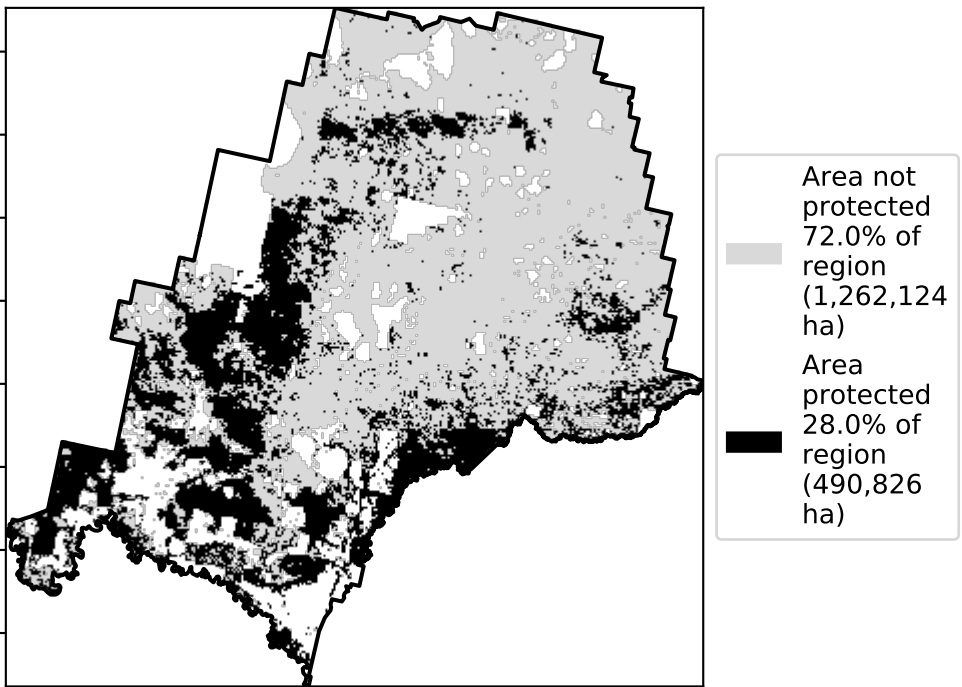 Area not
protected
72.0% of
region
(1,262,124
ha)
Area
protected
28.0% of
region
(490,826
ha)